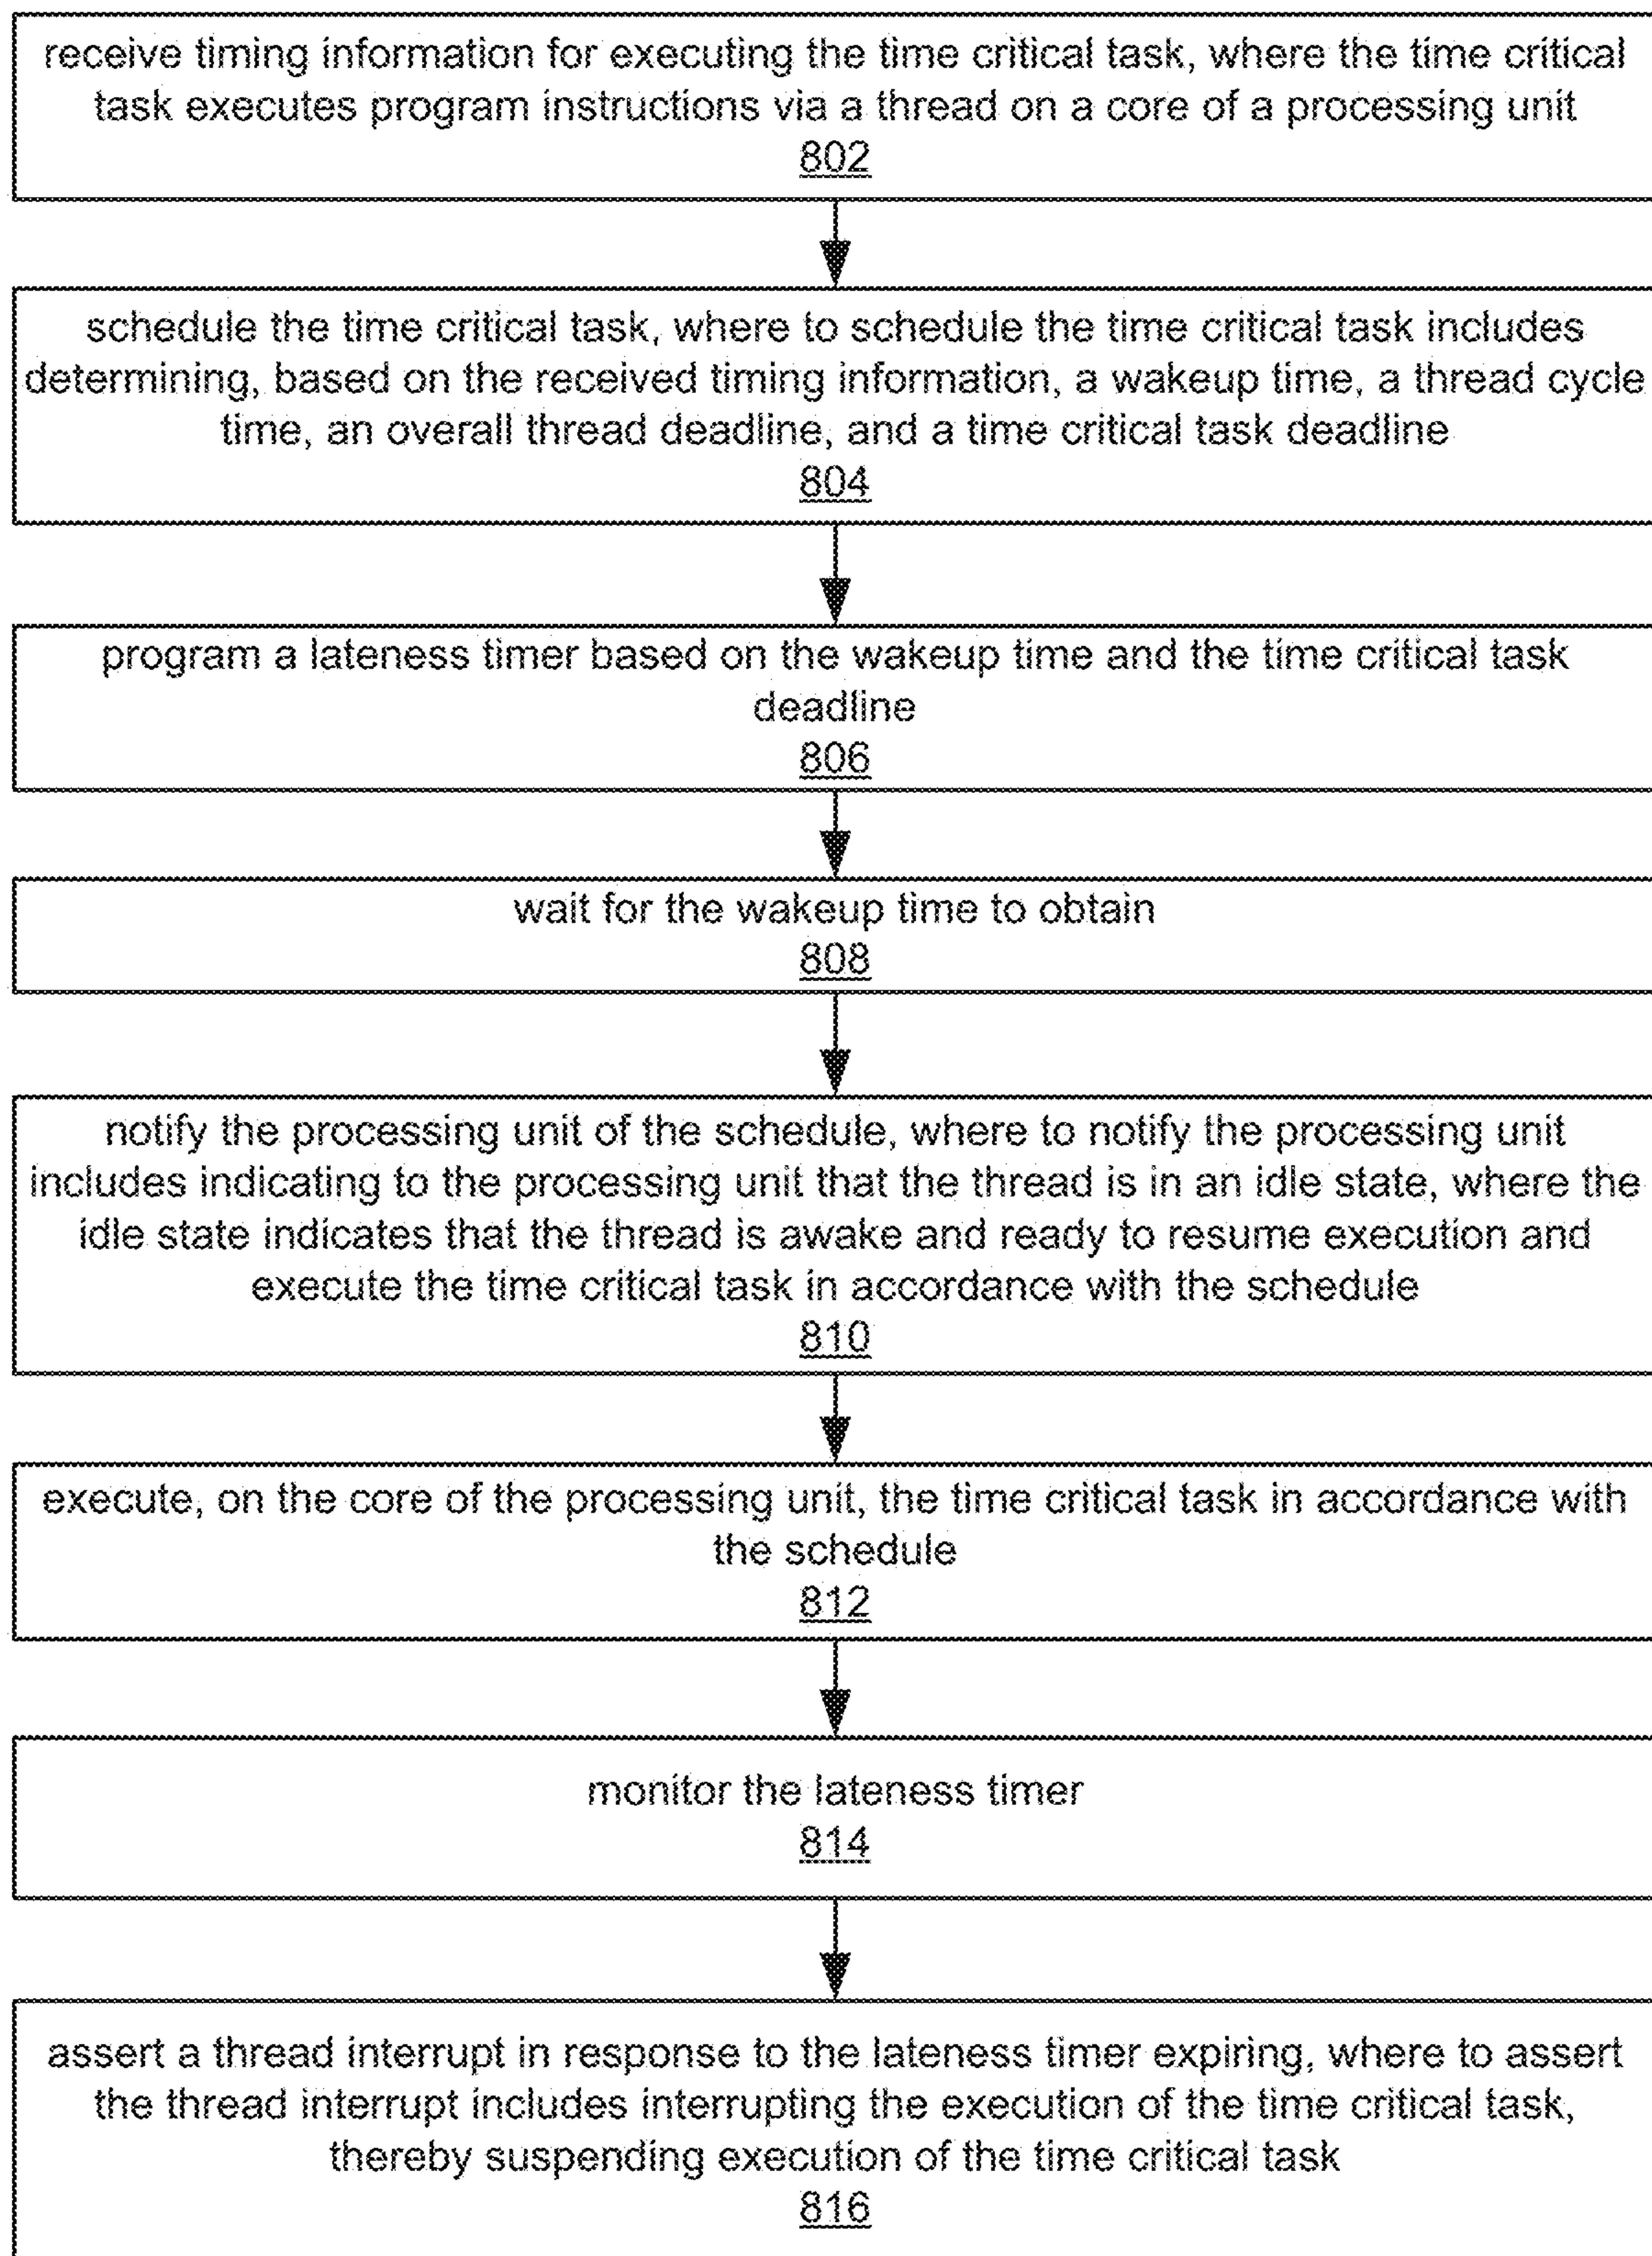 receive timing information for executing the time critical task, where the time critical
task executes program instructions via a thread on a core of a processing unit
802
schedule the time critical task, where to schedule the time critical task includes
determining, based on the received timing information, a wakeup time, a thread cycle
time, an overall thread deadline, and a time critical task deadline
804
program a lateness timer based on the wakeup time and the time critical task
deadline
806
wait for the wakeup time to obtain
808
notify the processing unit of the schedule, where to notify the processing unit
includes indicating to the processing unit that the thread is in an idle state, where the
idle state indicates that the thread is awake and ready to resume execution and
execute the time critical task in accordance with the schedule
810
execute, on the core of the processing unit, the time critical task in accordance with
the schedule
812
monitor the lateness timer
814
assert a thread interrupt in response to the lateness timer expiring, where to assert
the thread interrupt includes interrupting the execution of the time critical task,
thereby suspending execution of the time critical task
816